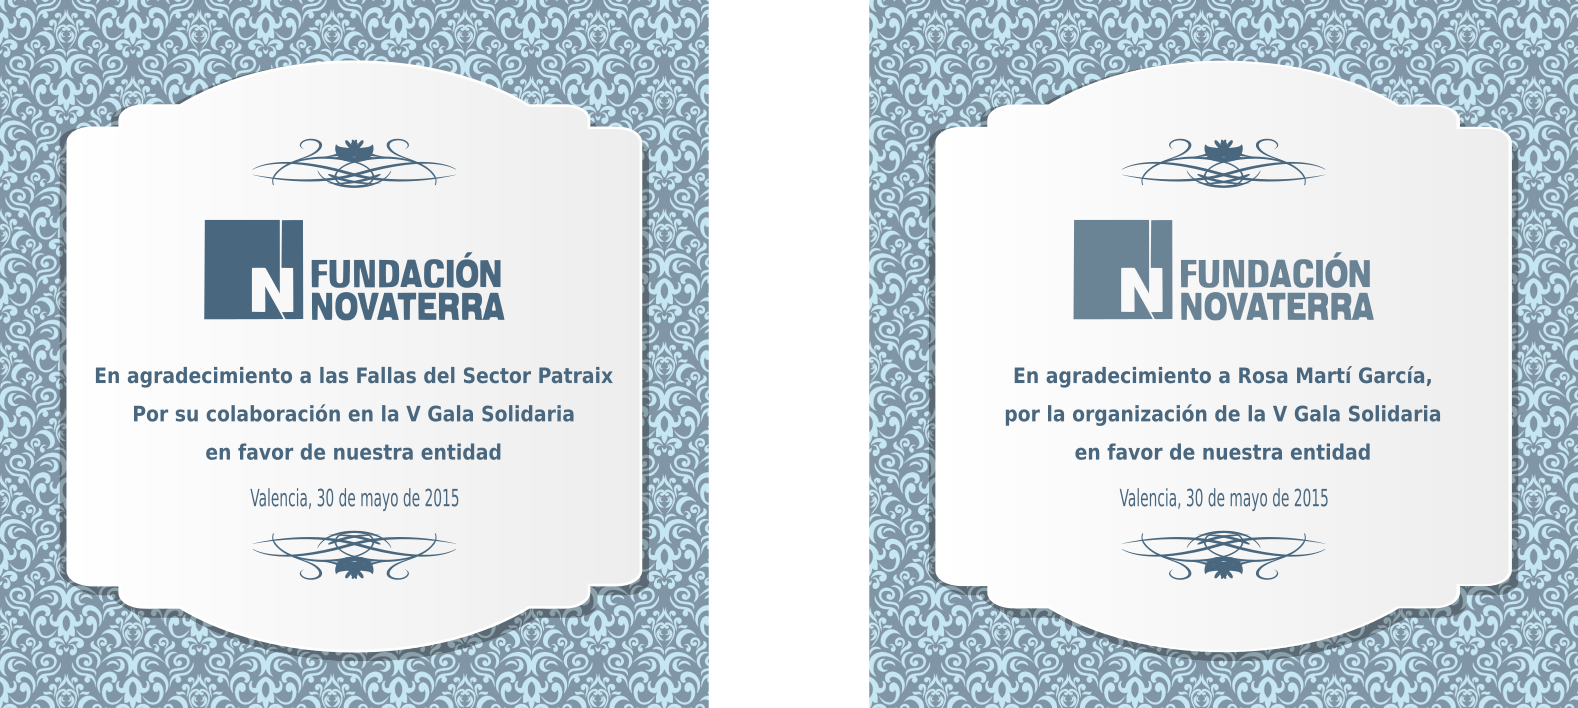 N FUNDACIÓN
NOVATERRA
En agradecimiento a las Fallas del Sector Patraix
Por su colaboración en la V Gala Solidaria
en favor de nuestra entidad
Valencia, 30 de mayo de 2015
N FUNDACIÓN
NOVATERRA
En agradecimiento a Rosa Martí García,
por la organización de la V Gala Solidaria
en favor de nuestra entidad
Valencia, 30 de mayo de 2015